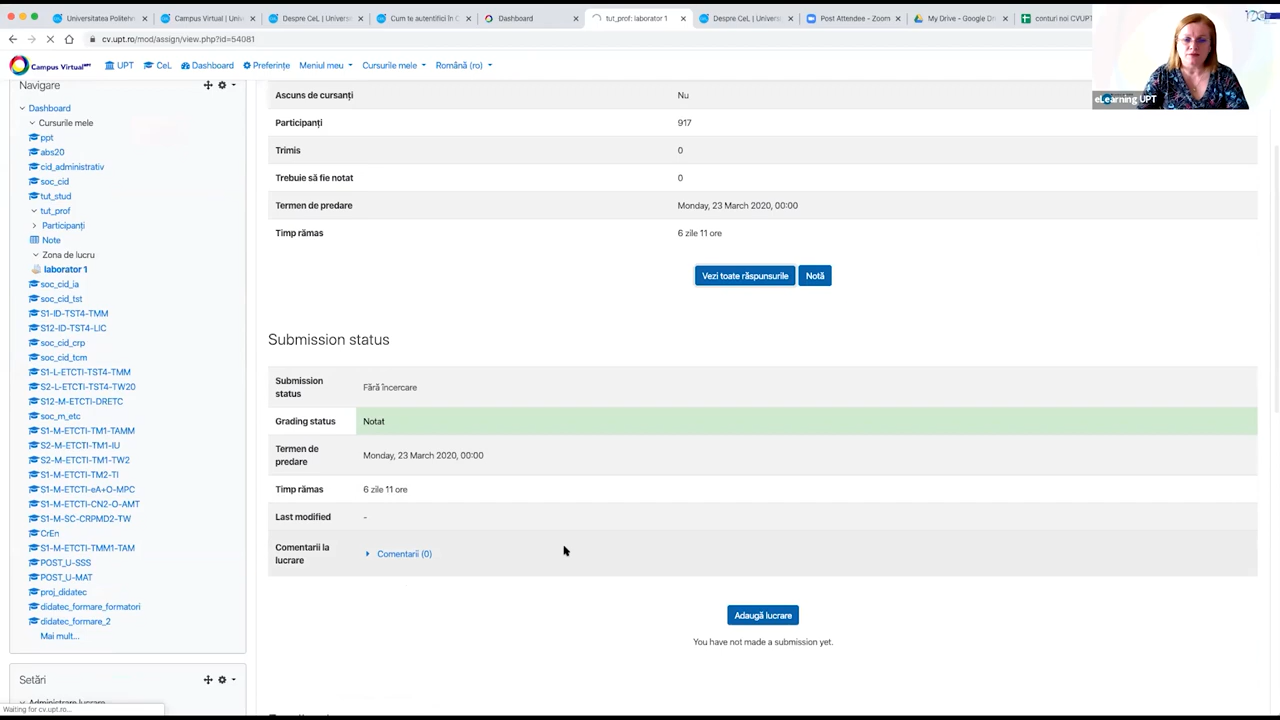 Universitatea Politehn
Campus Virtual | Univ
Despre CeL | Universit
Cum te autentifici în C
Dashboard
tut_prof: laborator 1
Despre CeL | Universi
Post Attendee - Zoom
My Drive - Google Dri
conturi noi CVUPT
cv.upt.ro/mod/assign/view.php?id=54081
Campus Virtual UPT
UPT
CeL
Dashboard
Preferințe
Meniul meu
Cursurile mele
Română (ro)
eLearning UPT
Navigare
Dashboard
Cursurile mele
ppt
abs20
cid_administrativ
soc_cid
tut_stud
tut_prof
Participanți
Note
Zona de lucru
laborator 1
soc_cid_ia
soc_cid_tst
S1-ID-TST4-TMM
S12-ID-TST4-LIC
soc_cid_crp
soc_cid_tcm
S1-L-ETCTI-TST4-TMM
S2-L-ETCTI-TST4-TW20
S12-M-ETCTI-DRETC
soc_m_etc
S1-M-ETCTI-TM1-TAMM
S2-M-ETCTI-TM1-IU
S2-M-ETCTI-TM1-TW2
S1-M-ETCTI-TM2-TI
S1-M-ETCTI-eA+O-MPC
S1-M-ETCTI-CN2-O-AMT
S1-M-SC-CRPMD2-TW
CrEn
S1-M-ETCTI-TMM1-TAM
POST_U-SSS
POST_U-MAT
proj_didatec
didatec_formare_formatori
didatec_formare_2
Mai mult...
Setări
Administrare lucrare
Waiting for cv.upt.ro...
Ascuns de cursanți Nu
Participanți 917
Trimis 0
Trebuie să fie notat 0
Termen de predare Monday, 23 March 2020, 00:00
Timp rămas 6 zile 11 ore
Vezi toate răspunsurile Notă
Submission status
Submission status Fără încercare
Grading status Notat
Termen de predare Monday, 23 March 2020, 00:00
Timp rămas 6 zile 11 ore
Last modified -
Comentarii la lucrare Comentarii (0)
Adaugă lucrare
You have not made a submission yet.